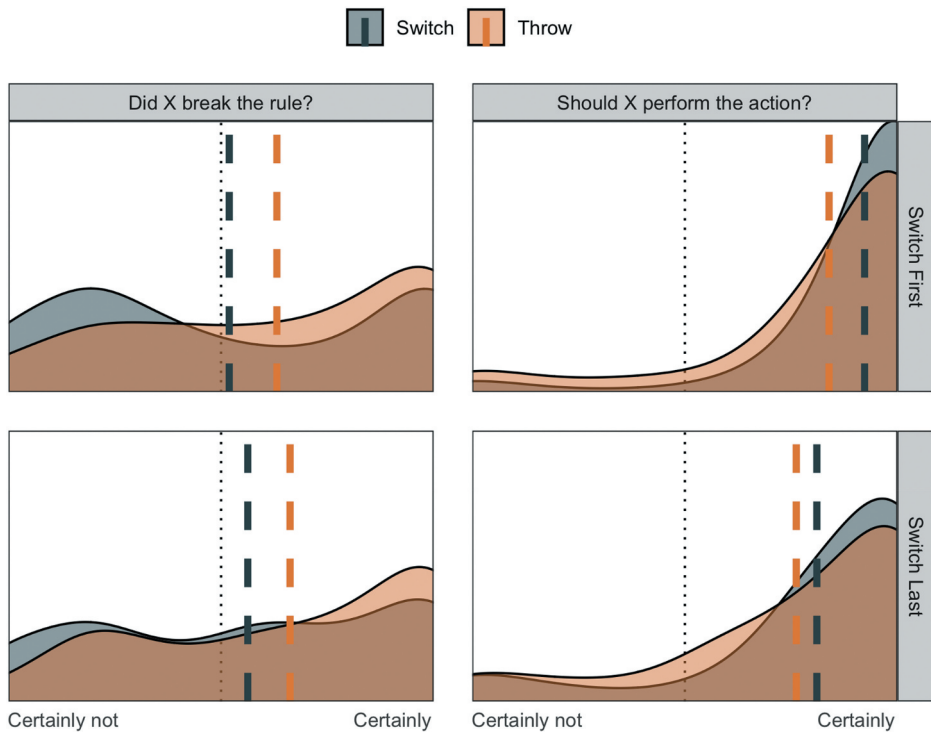 Switch
Throw
Did X break the rule?
Should X perform the action?
Switch First
Switch Last
Certainly not
Certainly
Certainly not
Certainly